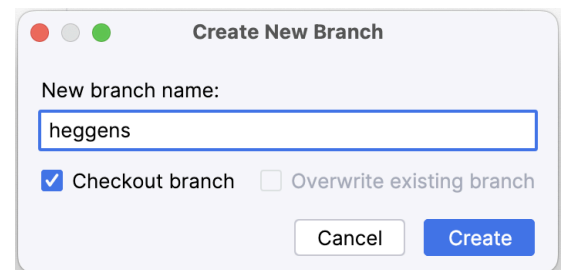 Create New Branch
New branch name:
heggens
Checkout branch Overwrite existing branch
Cancel Create